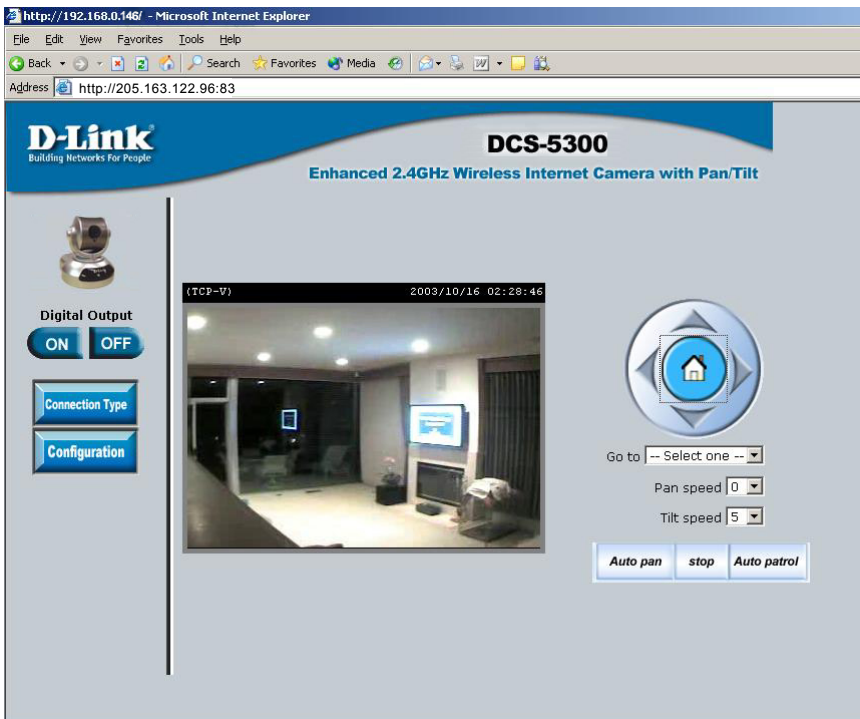 http://192.168.0.146/ - Microsoft Internet Explorer
File Edit View Favorites Tools Help
Back Search Favorites Media
Address http://205.163.122.96:83
D-Link
Building Networks For People
DCS-5300
Enhanced 2.4GHz Wireless Internet Camera with Pan/Tilt
(TCP-V) 2003/10/16 02:28:46
Digital Output
ON OFF
Connection Type
Configuration
Go to -- Select one --
Pan speed 0
Tilt speed 5
Auto pan stop Auto patrol